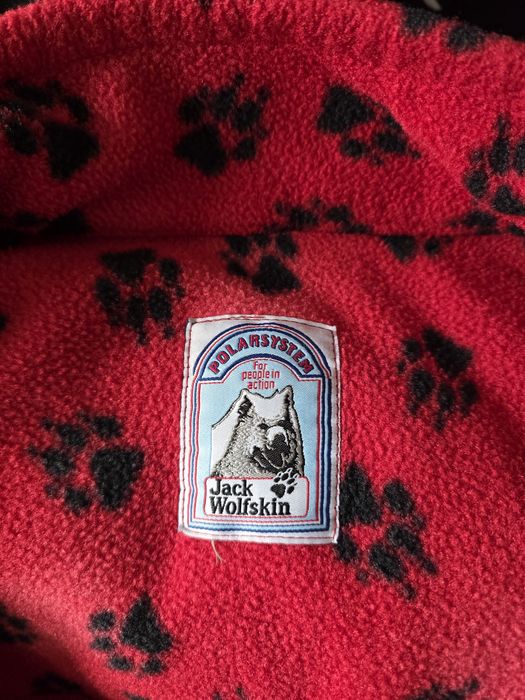 POLARSYSTEM
For
people in
action
Jack
Wolfskin